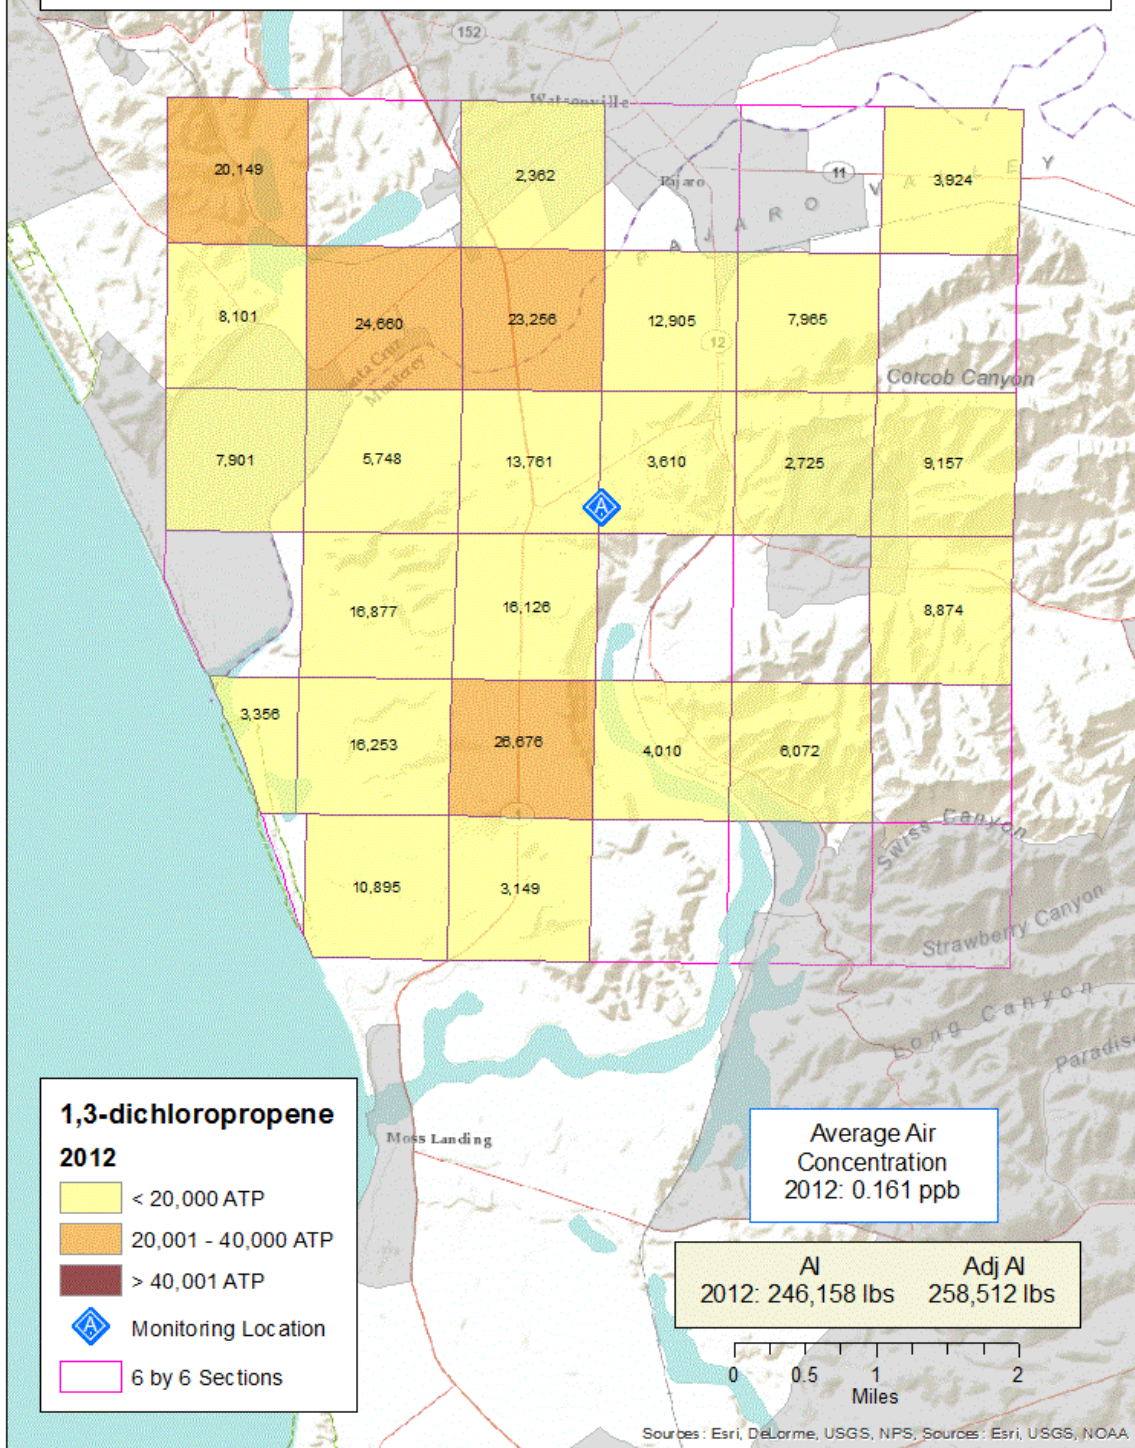 152
Watsonville
20,149
2,362
Pajaro
11
3,924
PAJARO VALLEY
8,101
24,660
23,256
12,905
7,965
12
Santa Cruz
Monterey
Corcob Canyon
7,901
5,748
13,761
3,610
2,725
9,157
A
16,877
16,126
8,874
3,356
16,253
26,676
4,010
6,072
1
Swiss Canyon
10,895
3,149
Strawberry Canyon
Long Canyon
Paradise
1,3-dichloropropene
2012
< 20,000 ATP
20,001 - 40,000 ATP
> 40,001 ATP
A
Monitoring Location
6 by 6 Sections
Moss Landing
Average Air
Concentration
2012: 0.161 ppb
AI Adj AI
2012: 246,158 lbs 258,512 lbs
0 0.5 1 2
Miles
Sources: Esri, DeLorme, USGS, NPS, Sources: Esri, USGS, NOAA